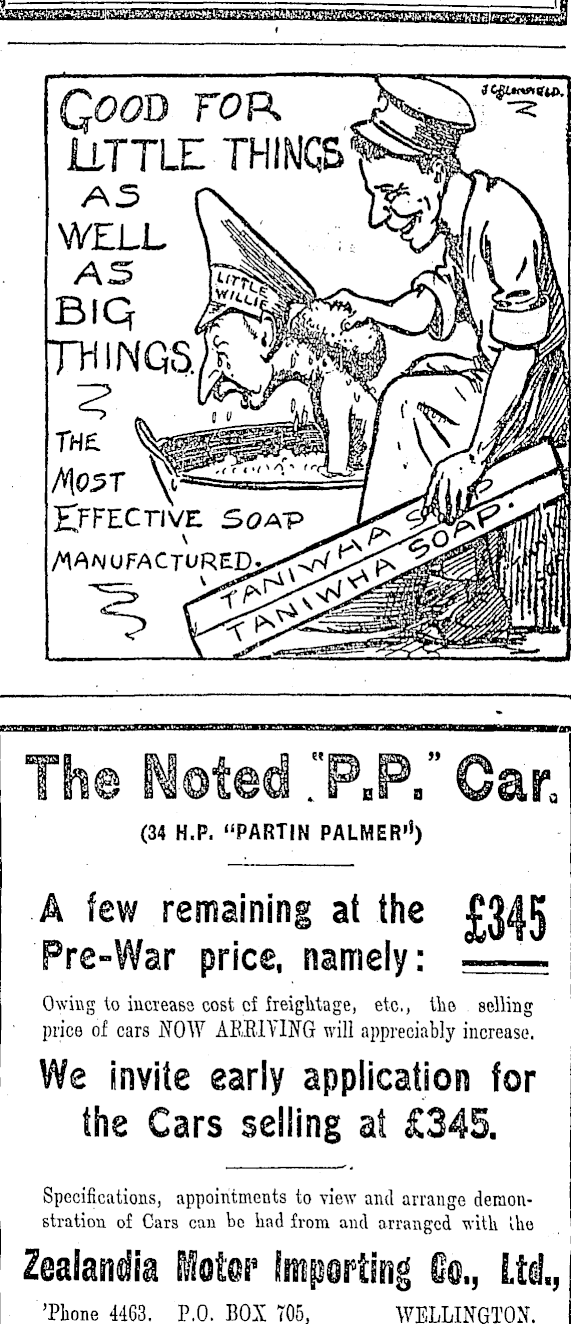 J C BLOMFIELD.
GOOD FOR
LITTLE THINGS
AS
WELL
AS
BIG
THINGS.
LITTLE
WILLIE
THE
MOST
EFFECTIVE SOAP
MANUFACTURED.
TANIWHA SOAP
TANIWHA SOAP.
The Noted "P.P." Car.
(34 H.P. "PARTIN PALMER")
A few remaining at the
Pre-War price, namely:
£345
Owing to increase cost of freightage, etc., the selling
price of cars NOW ARRIVING will appreciably increase.
We invite early application for
the Cars selling at £345.
Specifications, appointments to view and arrange demon-
stration of Cars can be had from and arranged with the
Zealandia Motor Importing Co., Ltd.,
'Phone 4463. P.O. BOX 705, WELLINGTON.